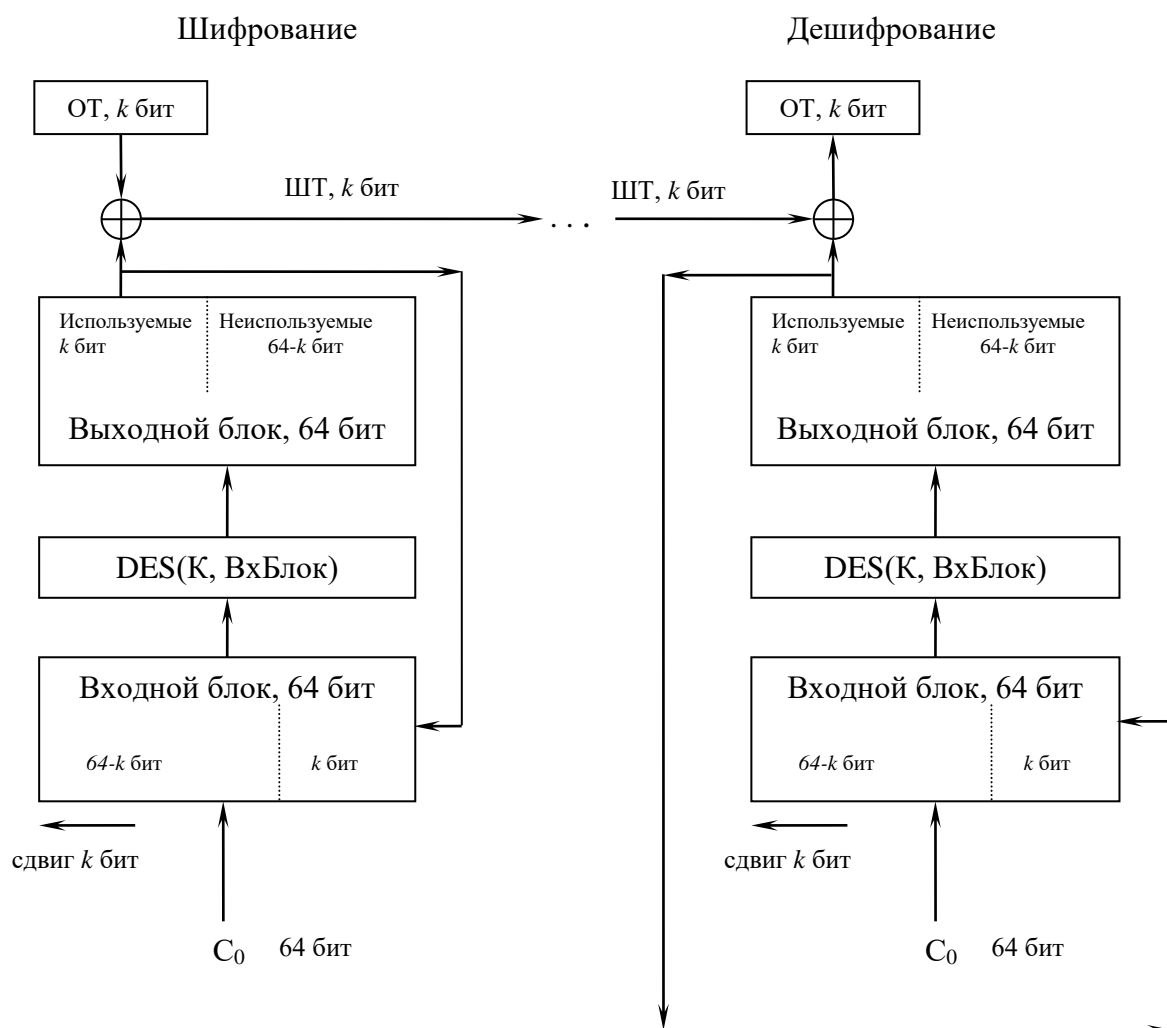 Шифрование
Дешифрование
ОТ, k бит
ОТ, k бит
ШТ, k бит
. . .
ШТ, k бит
Используемые
k бит
Неиспользуемые
64-k бит
Выходной блок, 64 бит
Используемые
k бит
Неиспользуемые
64-k бит
Выходной блок, 64 бит
DES(К, ВхБлок)
DES(К, ВхБлок)
Входной блок, 64 бит
64-k бит
k бит
Входной блок, 64 бит
64-k бит
k бит
сдвиг k бит
сдвиг k бит
C₀ 64 бит
C₀ 64 бит